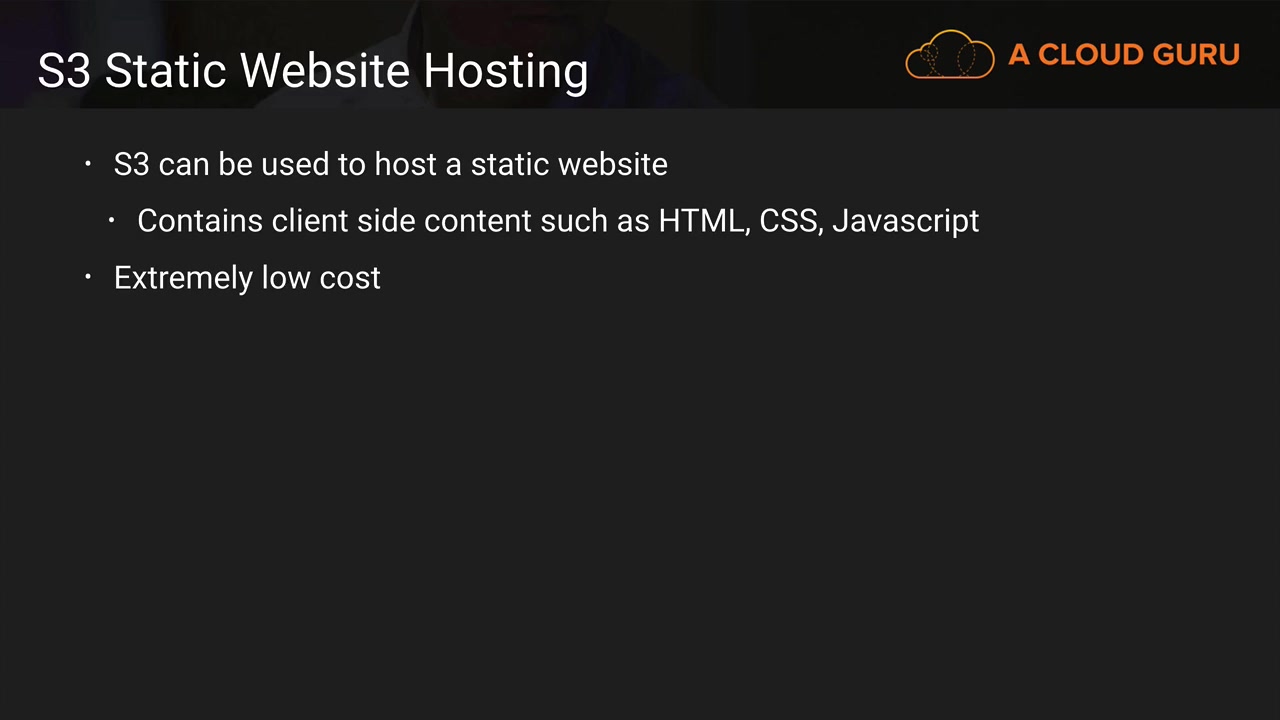 S3 Static Website Hosting
A CLOUD GURU
• S3 can be used to host a static website
• Contains client side content such as HTML, CSS, Javascript
• Extremely low cost